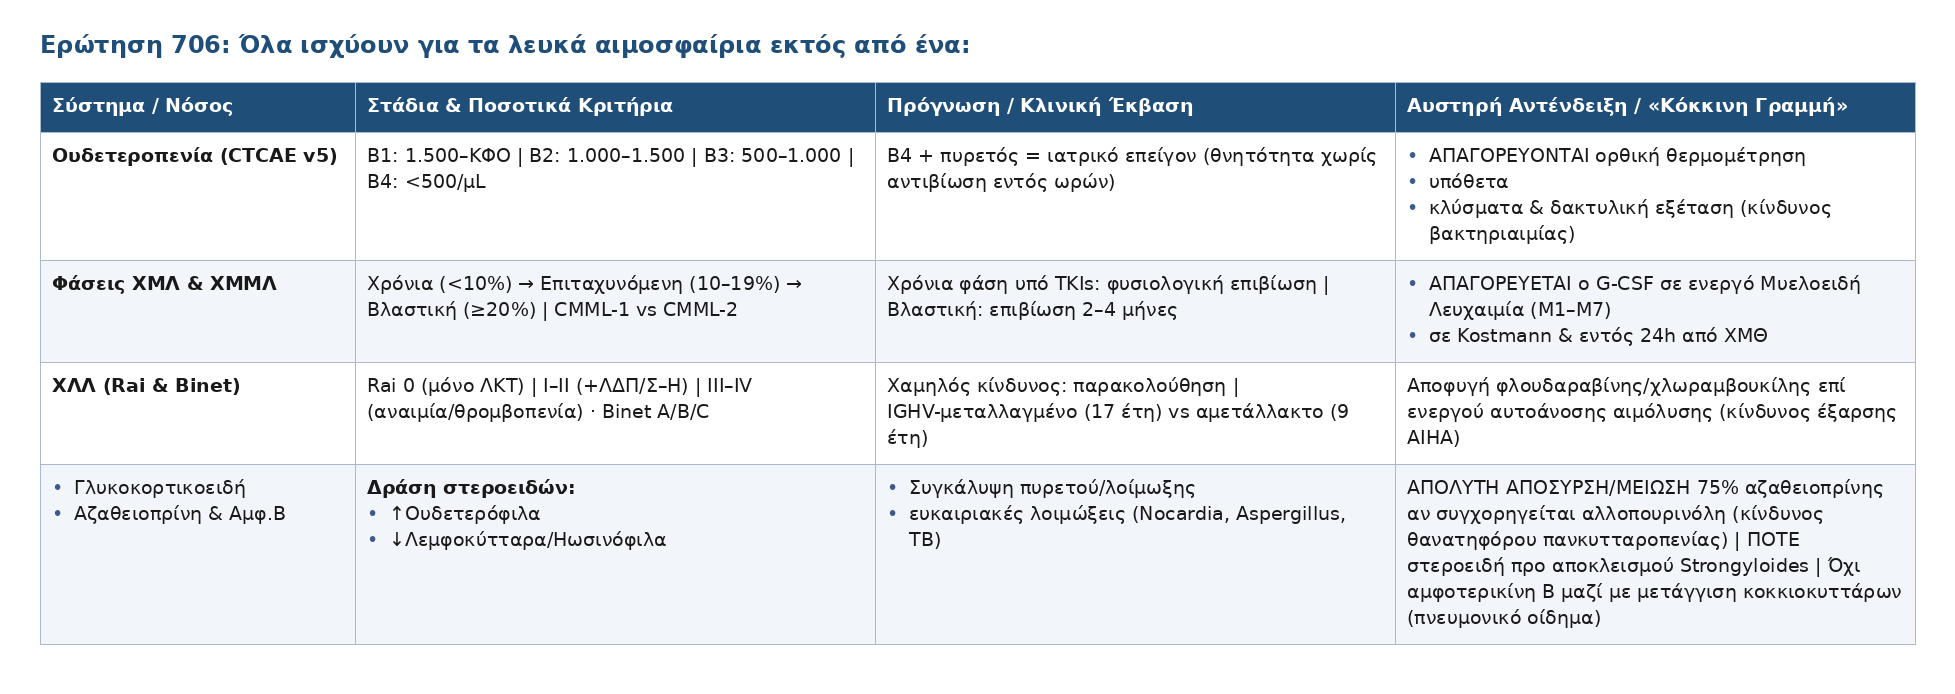 Ερώτηση 706: Όλα ισχύουν για τα λευκά αιμοσφαίρια εκτός από ένα:
Σύστημα / Νόσος
Στάδια & Ποσοτικά Κριτήρια
Πρόγνωση / Κλινική Έκβαση
Αυστηρή Αντένδειξη / «Κόκκινη Γραμμή»
Ουδετεροπενία (CTCAE v5)
Β1: 1.500–ΚΦΟ | Β2: 1.000–1.500 | Β3: 500–1.000 |
Β4: <500/μL
Β4 + πυρετός = ιατρικό επείγον (θνητότητα χωρίς
αντιβίωση εντός ωρών)
• ΑΠΑΓΟΡΕΥΟΝΤΑΙ ορθική θερμομέτρηση
• υπόθετα
• κλύσματα & δακτυλική εξέταση (κίνδυνος
βακτηριαιμίας)
Φάσεις ΧΜΛ & ΧΜΜΛ
Χρόνια (<10%) → Επιταχυνόμενη (10–19%) →
Βλαστική (≥20%) | CMML-1 vs CMML-2
Χρόνια φάση υπό TKIs: φυσιολογική επιβίωση |
Βλαστική: επιβίωση 2–4 μήνες
• ΑΠΑΓΟΡΕΥΕΤΑΙ ο G-CSF σε ενεργό Μυελοειδή
Λευχαιμία (M1–M7)
• σε Kostmann & εντός 24h από ΧΜΘ
ΧΛΛ (Rai & Binet)
Rai 0 (μόνο ΛΚΤ) | I–II (+ΛΔΠ/Σ–Η) | III–IV
(αναιμία/θρομβοπενία) · Binet A/B/C
Χαμηλός κίνδυνος: παρακολούθηση |
IGHV-μεταλλαγμένο (17 έτη) vs αμετάλλακτο (9
έτη)
Αποφυγή φλουδαραβίνης/χλωραμβουκίλης επί
ενεργού αυτοάνοσης αιμόλυσης (κίνδυνος έξαρσης
AIHA)
• Γλυκοκορτικοειδή
• Αζαθειοπρίνη & Αμφ.Β
Δράση στεροειδών:
• ↑Ουδετερόφιλα
• ↓Λεμφοκύτταρα/Ηωσινόφιλα
• Συγκάλυψη πυρετού/λοίμωξης
• ευκαιριακές λοιμώξεις (Nocardia, Aspergillus,
TB)
ΑΠΟΛΥΤΗ ΑΠΟΣΥΡΣΗ/ΜΕΙΩΣΗ 75% αζαθειοπρίνης
αν συγχορηγείται αλλοπουρινόλη (κίνδυνος
θανατηφόρου πανκυτταροπενίας) | ΠΟΤΕ
στεροειδή προ αποκλεισμού Strongyloides | Όχι
αμφοτερικίνη Β μαζί με μετάγγιση κοκκιοκυττάρων
(πνευμονικό οίδημα)